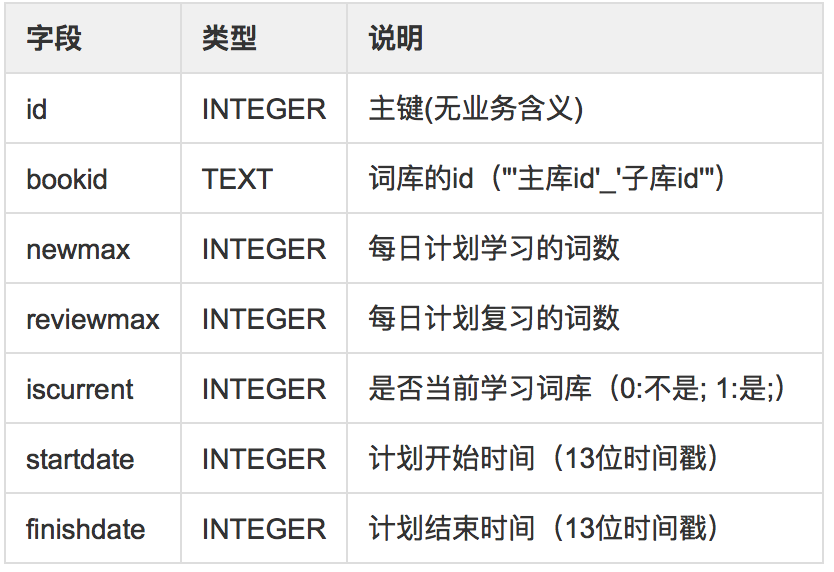 字段 类型 说明
id INTEGER 主键(无业务含义)
bookid TEXT 词库的id（"'主库id'_'子库id'"）
newmax INTEGER 每日计划学习的词数
reviewmax INTEGER 每日计划复习的词数
iscurrent INTEGER 是否当前学习词库（0:不是; 1:是;）
startdate INTEGER 计划开始时间（13位时间戳）
finishdate INTEGER 计划结束时间（13位时间戳）